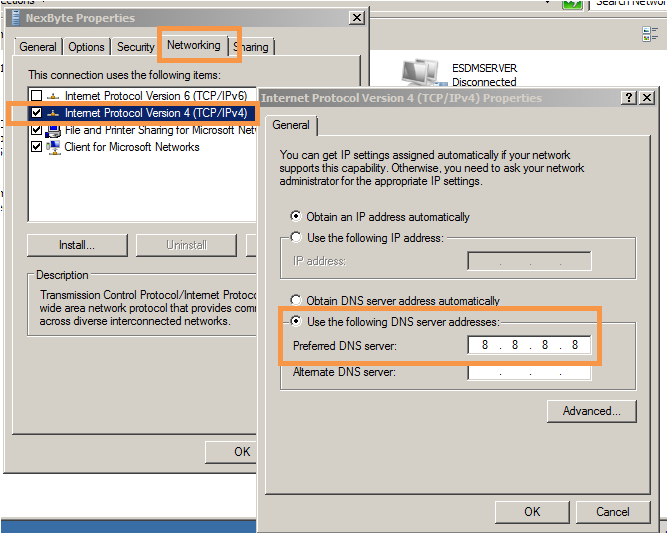 NexByte Properties
Search Network
General
Options
Security
Networking
Sharing
This connection uses the following items:
Internet Protocol Version 6 (TCP/IPv6)
Internet Protocol Version 4 (TCP/IPv4)
File and Printer Sharing for Microsoft Net
Client for Microsoft Networks
Install...
Uninstall
Description
Transmission Control Protocol/Internet Protoco
wide area network protocol that provides com
across diverse interconnected networks.
OK
ESDMSERVER
Disconnected
Internet Protocol Version 4 (TCP/IPv4) Properties
General
You can get IP settings assigned automatically if your network
supports this capability. Otherwise, you need to ask your network
administrator for the appropriate IP settings.
Obtain an IP address automatically
Use the following IP address:
IP address: . . .
Obtain DNS server address automatically
Use the following DNS server addresses:
Preferred DNS server: 8 . 8 . 8 . 8
Alternate DNS server: . . .
Advanced...
OK
Cancel